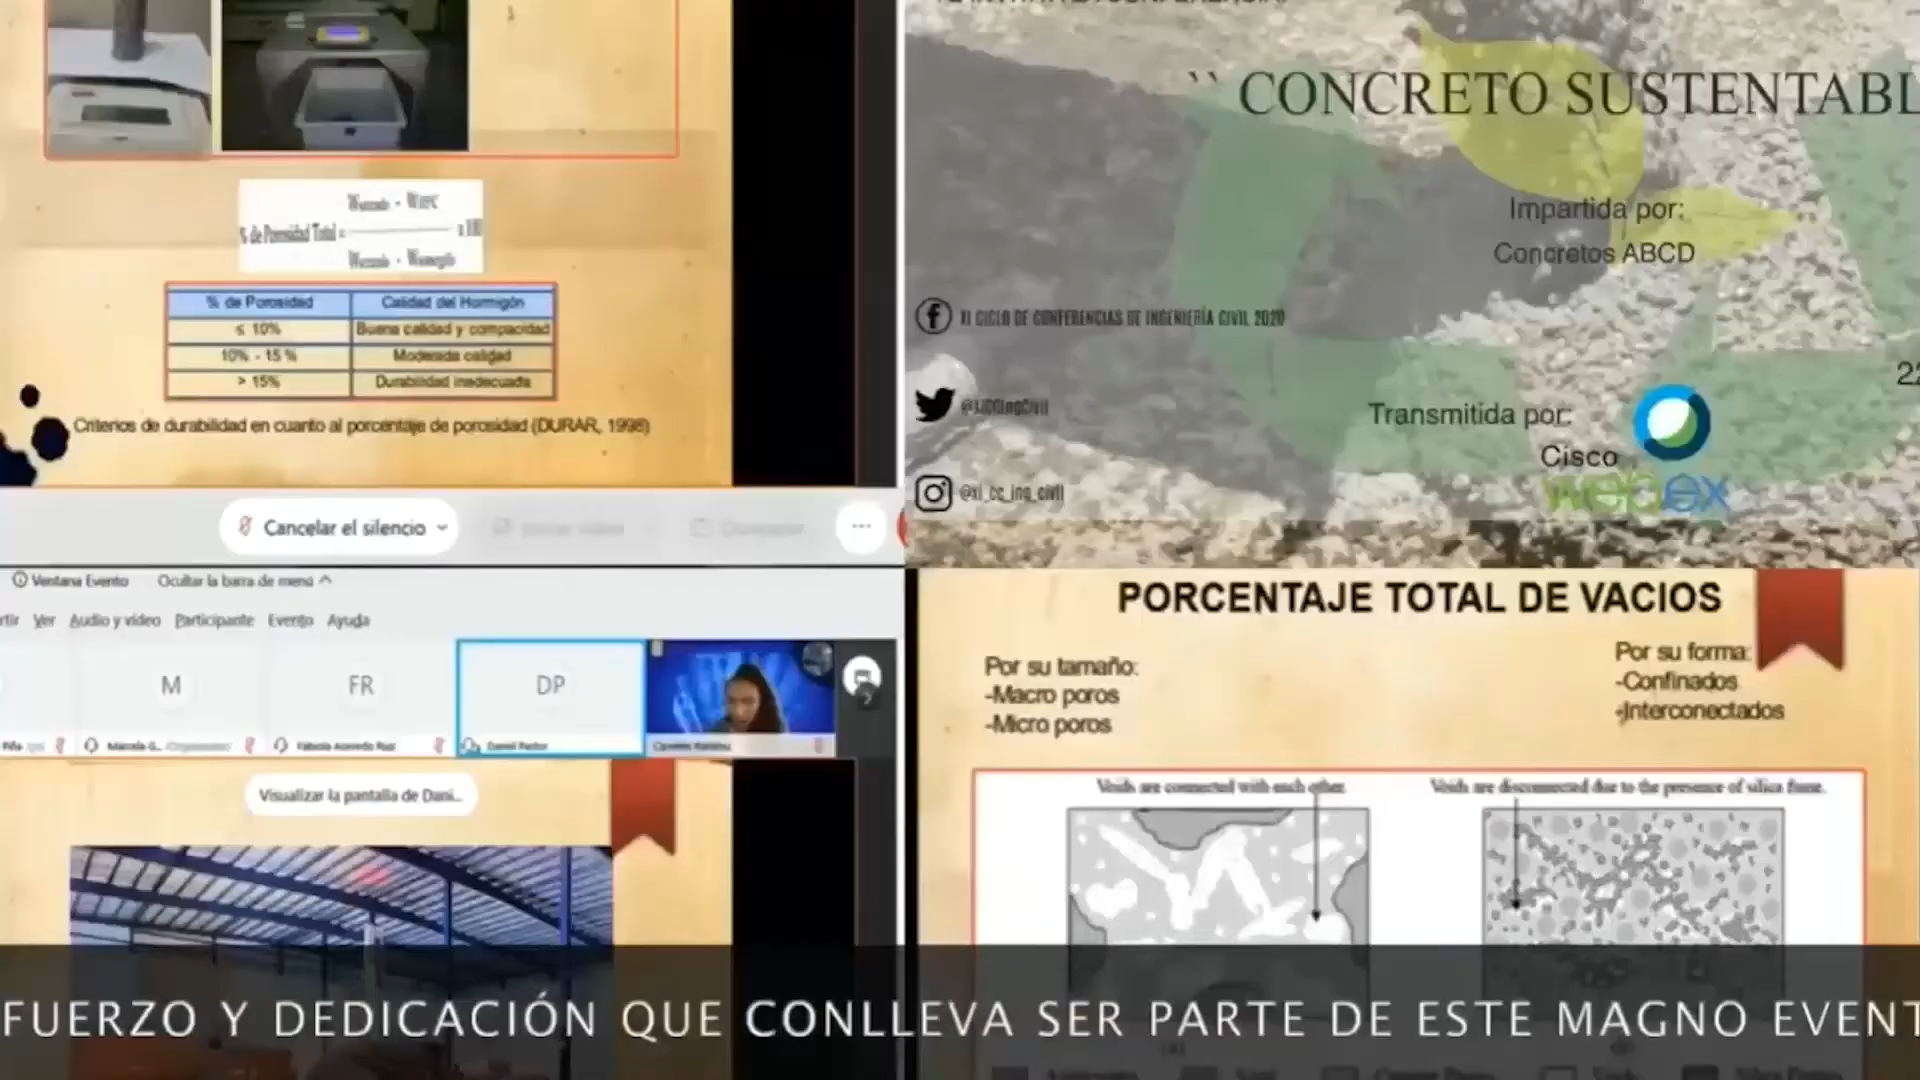 % de Porosidad Total =
% de Porosidad
Calidad del Hormigón
≤ 10%
Buena calidad y compacidad
10% - 15 %
Moderada calidad
> 15%
Durabilidad inadecuada
Criterios de durabilidad en cuanto al porcentaje de porosidad (DURAR, 1998)
Cancelar el silencio
`` CONCRETO SUSTENTABL
Impartida por:
Concretos ABCD
XI CICLO DE CONFERENCIAS DE INGENIERÍA CIVIL 2020
22
Transmitida por:
Cisco
webex
@xi_cc_ing_civil
Ventana Evento
Ocultar la barra de menú
rtir Ver Audio y vídeo Participante Evento Ayuda
M
FR
DP
Daniel Pastor
Visualizar la pantalla de Dani...
PORCENTAJE TOTAL DE VACIOS
Por su tamaño:
-Macro poros
-Micro poros
Por su forma:
-Confinados
-Interconectados
Voids are connected with each other.
Voids are disconnected due to the presence of silica fume.
FUERZO Y DEDICACIÓN QUE CONLLEVA SER PARTE DE ESTE MAGNO EVENT